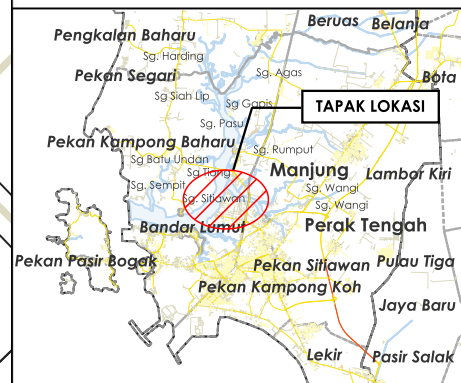 Beruas
Belanja
Pengkalan Baharu
Sg. Harding
Pekan Segari
Sg. Agas
Bota
Sg Siah Lip
Sg Gapis
TAPAK LOKASI
Sg. Pasu
Pekan Kampong Baharu
Sg. Rumput
Sg Batu Undan
Sg Tiang
Manjung
Lambor Kiri
Sg. Sempit
Sg. Wangi
Sg. Sitiawan
Sg. Wangi
Bandar Lumut
Perak Tengah
Pekan Pasir Bogak
Pekan Sitiawan
Pulau Tiga
Pekan Kampong Koh
Jaya Baru
Lekir
Pasir Salak